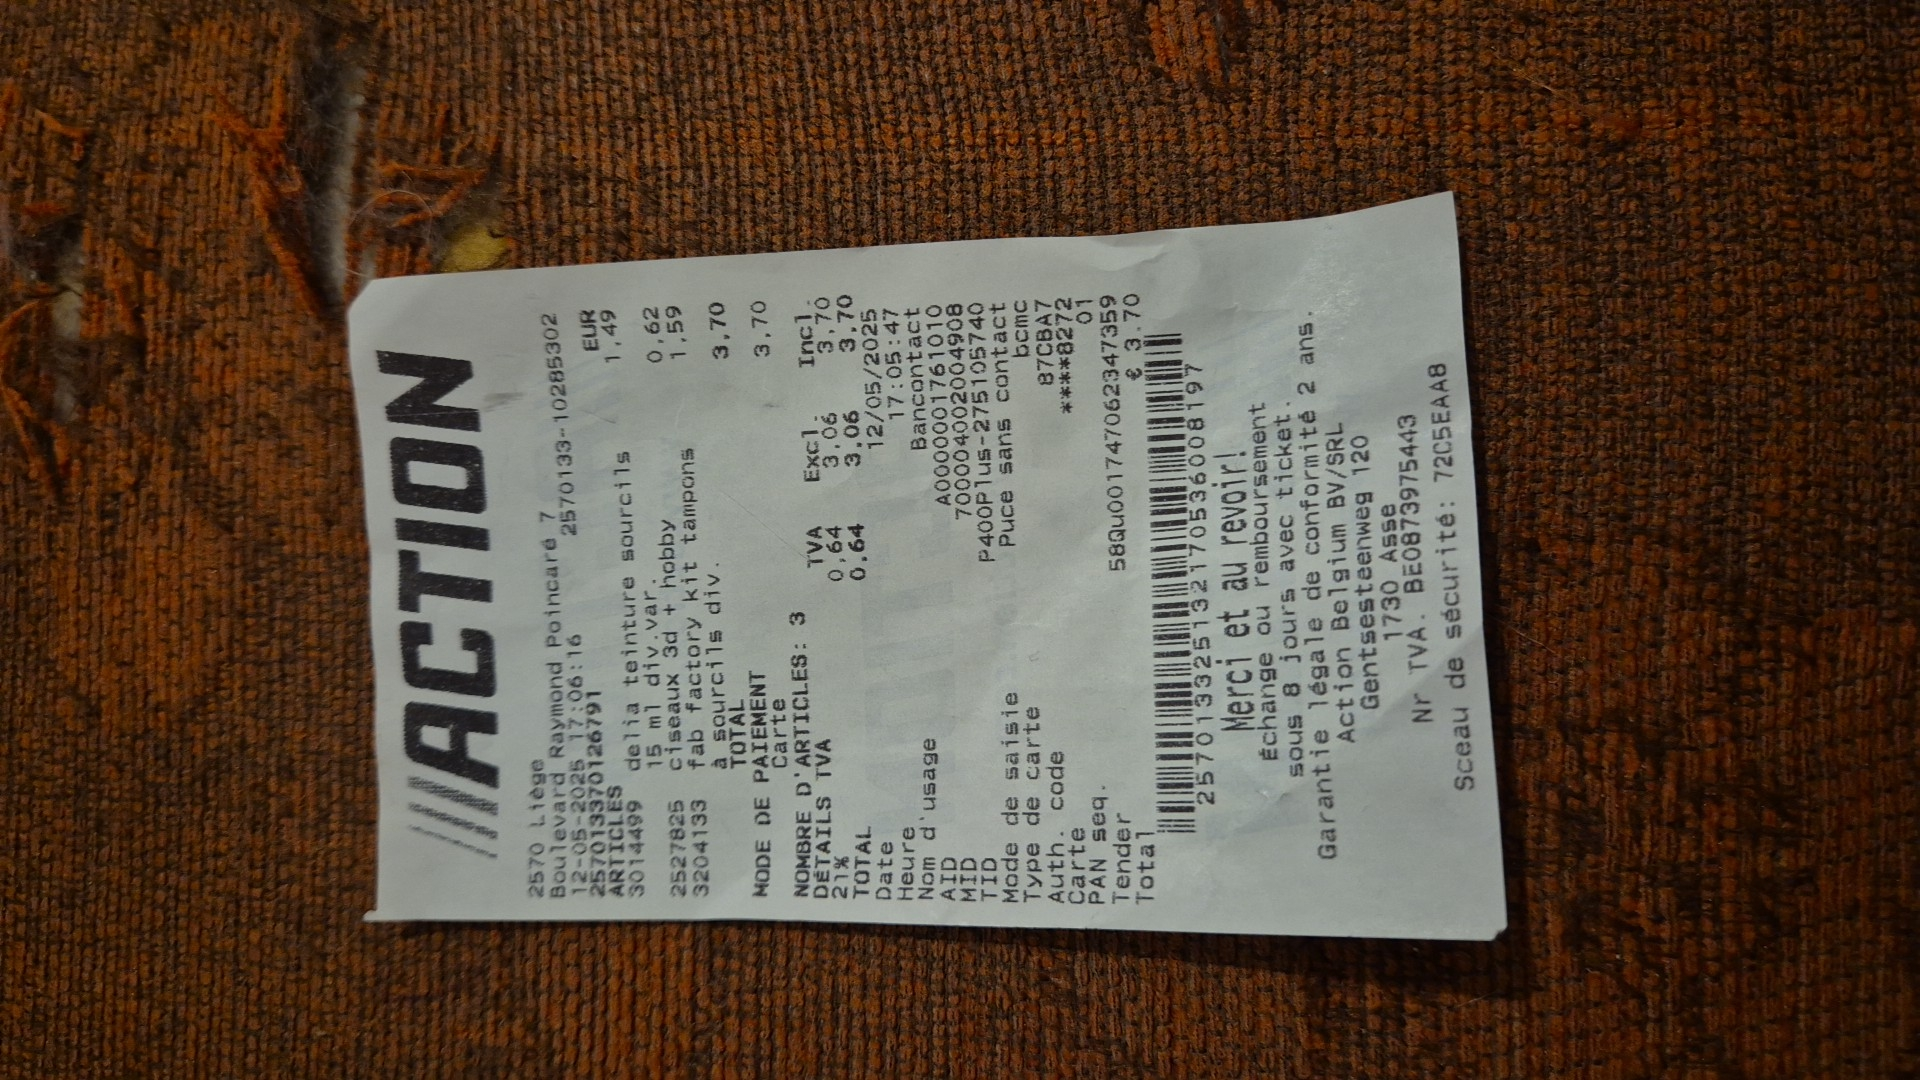 ACTION
2570 Liège
Boulevard Raymond Poincaré 7
12-05-2025 17:06:16 2570133--10285302
257013370126791
ARTICLES EUR
3014499 delia teinture sourcils 1,49
15 ml div.var.
2527825 ciseaux 3d + hobby 0,62
3204133 fab factory kit tampons 1,59
à sourcils div.
TOTAL 3,70
MODE DE PAIEMENT
Carte 3,70
NOMBRE D'ARTICLES: 3
DÉTAILS TVA TVA Excl. Incl.
21% 0,64 3,06 3,70
TOTAL 0,64 3,06 3,70
Date 12/05/2025
Heure 17:05:47
Nom d'usage Bancontact
AID A0000001761010
MID 70000402004908
TID P400Plus-275105740
Mode de saisie Puce sans contact
Type de carte bcmc
Auth. code 87CBA7
Carte ****8272
PAN seq. 01
Tender 58Qu001747062347359
Total € 3.70
2570133251321705360081 97
Merci et au revoir!
Échange ou remboursement
sous 8 jours avec ticket.
Garantie légale de conformité 2 ans.
Action Belgium BV/SRL
Gentsesteenweg 120
1730 Asse
Nr TVA. BE0873975443
Sceau de sécurité: 72C5EAA8